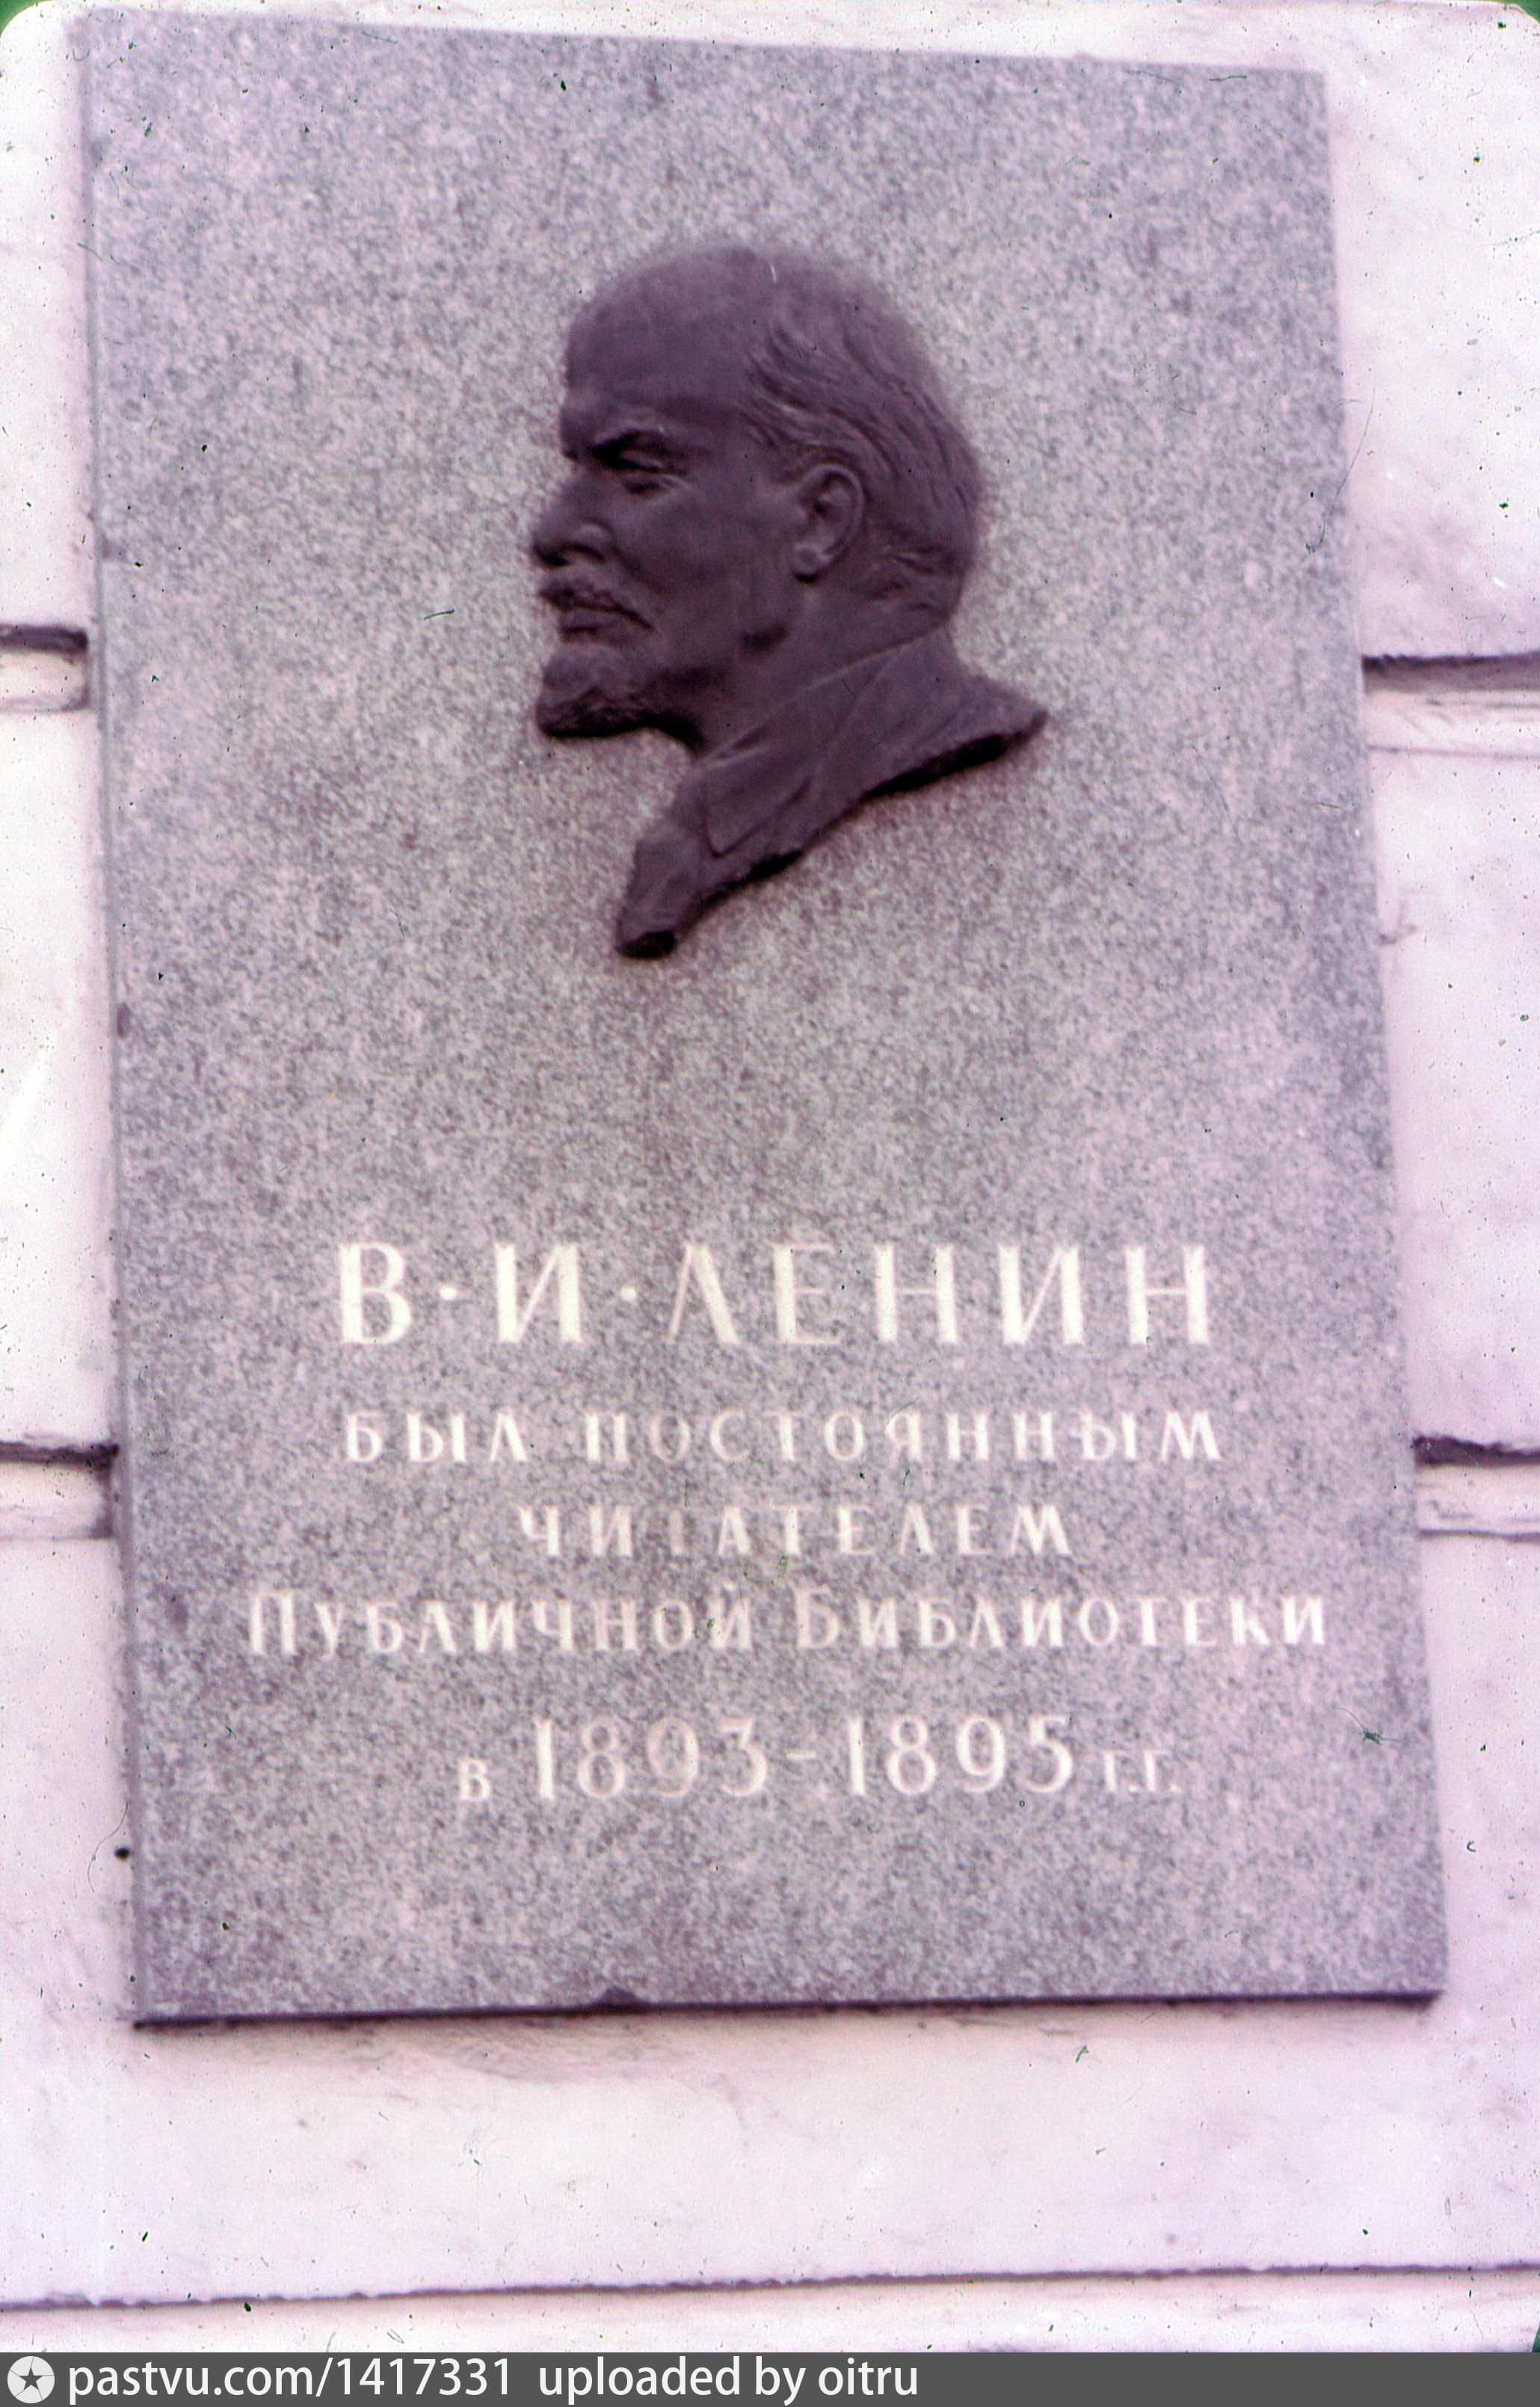 В·И·ЛЕНИН
БЫЛ ПОСТОЯННЫМ
ЧИТАТЕЛЕМ
ПУБЛИЧНОЙ БИБЛИОТЕКИ
В 1893-1895 Г.Г.
pastvu.com/1417331 uploaded by oitru